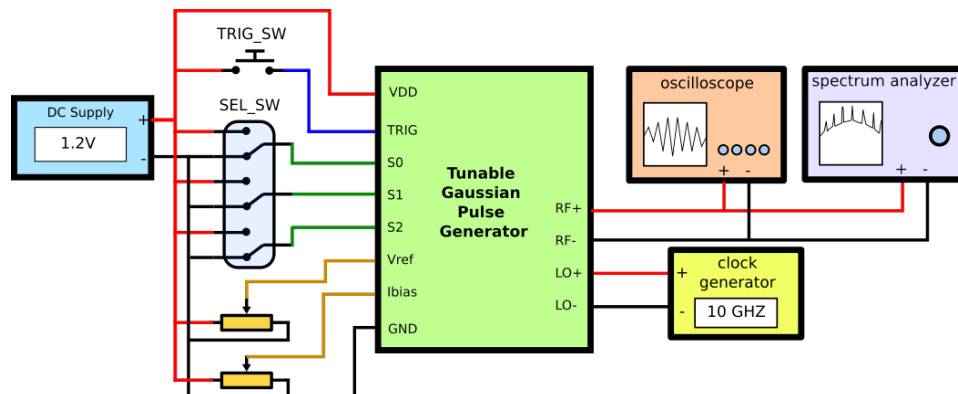 TRIG_SW
DC Supply
1.2V
+
-
SEL_SW
VDD
TRIG
S0
S1
S2
Vref
Ibias
GND
Tunable
Gaussian
Pulse
Generator
RF+
RF-
LO+
LO-
oscilloscope
+ -
spectrum analyzer
+ -
clock
generator
+
10 GHZ
-